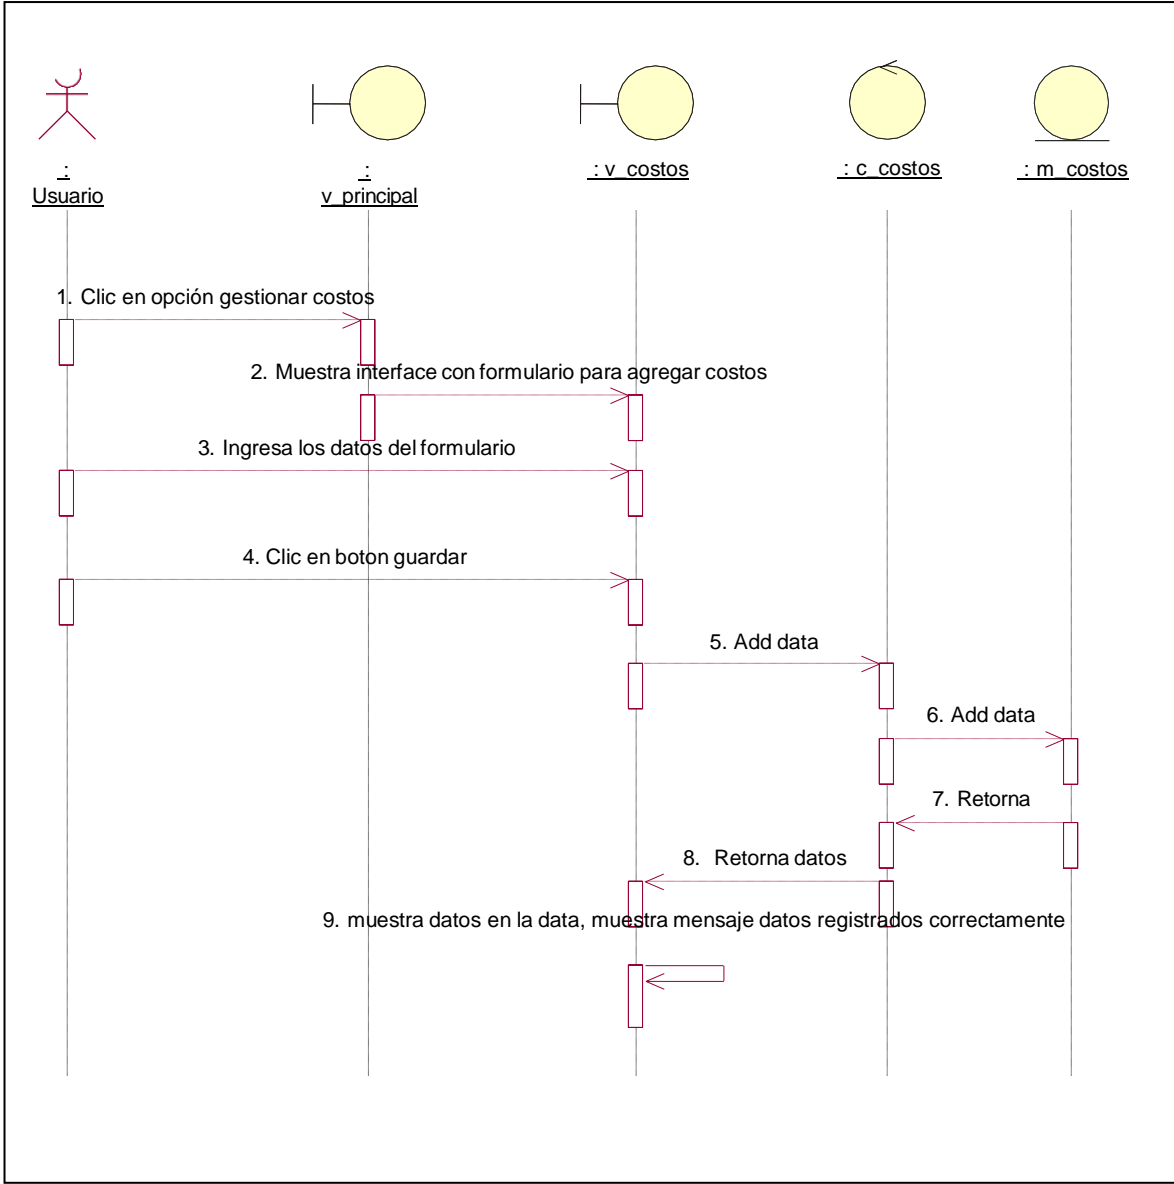 :
Usuario
:
v_principal
: v_costos
: c_costos
: m_costos
1. Clic en opción gestionar costos
2. Muestra interface con formulario para agregar costos
3. Ingresa los datos del formulario
4. Clic en boton guardar
5. Add data
6. Add data
7. Retorna
8. Retorna datos
9. muestra datos en la data, muestra mensaje datos registrados correctamente